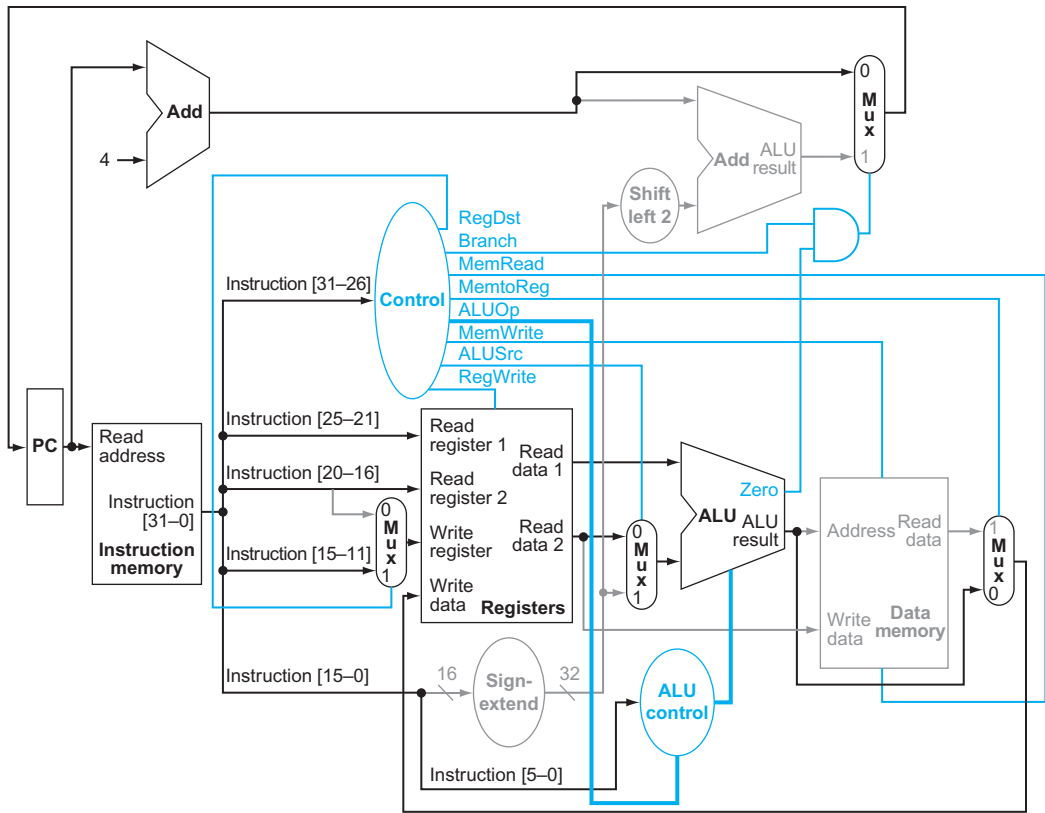 Add
4
0
M
u
x
1
Add
ALU
result
Shift
left 2
RegDst
Branch
MemRead
MemtoReg
ALUOp
MemWrite
ALUSrc
RegWrite
Control
Instruction [31–26]
Instruction [25–21]
Instruction [20–16]
Instruction [15–11]
Instruction [15–0]
Instruction [5–0]
PC
Read
address
Instruction
[31–0]
Instruction
memory
0
M
u
x
1
Read
register 1
Read
register 2
Write
register
Write
data
Read
data 1
Read
data 2
Registers
0
M
u
x
1
Zero
ALU
ALU
result
Address
Read
data
Write
data
Data
memory
1
M
u
x
0
16
Sign-
extend
32
ALU
control